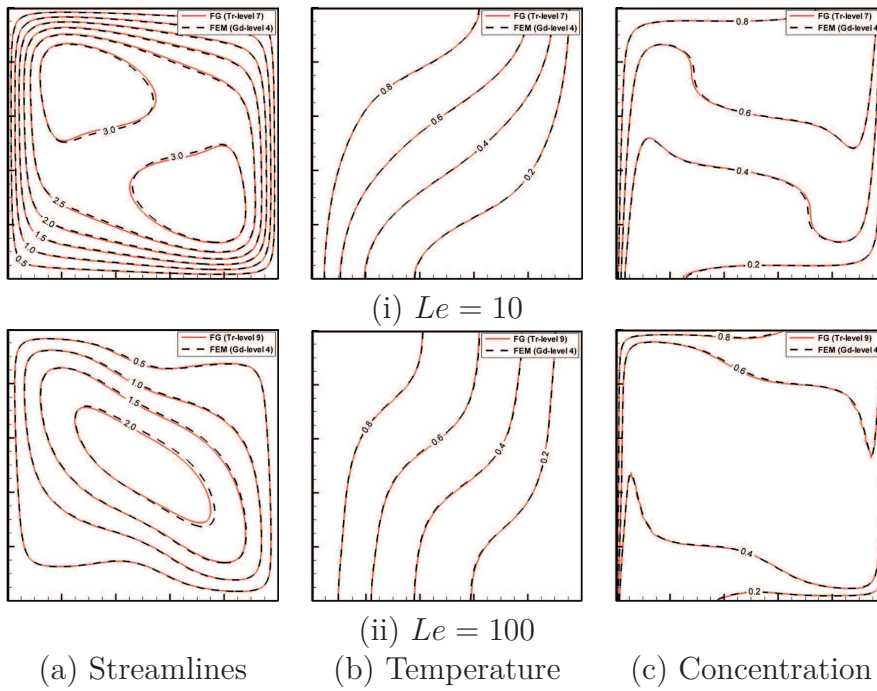 FG (Tr-level 7)
FEM (Gd-level 4)
3.0
3.0
2.5
2.0
1.5
1.0
0.5
FG (Tr-level 7)
FEM (Gd-level 4)
0.8
0.6
0.4
0.2
FG (Tr-level 7)
FEM (Gd-level 4)
0.8
0.6
0.4
0.2
(i) Le = 10
FG (Tr-level 9)
FEM (Gd-level 4)
0.5
1.0
1.5
2.0
FG (Tr-level 9)
FEM (Gd-level 4)
0.8
0.6
0.4
0.2
FG (Tr-level 9)
FEM (Gd-level 4)
0.8
0.6
0.4
0.2
(ii) Le = 100
(a) Streamlines
(b) Temperature
(c) Concentration